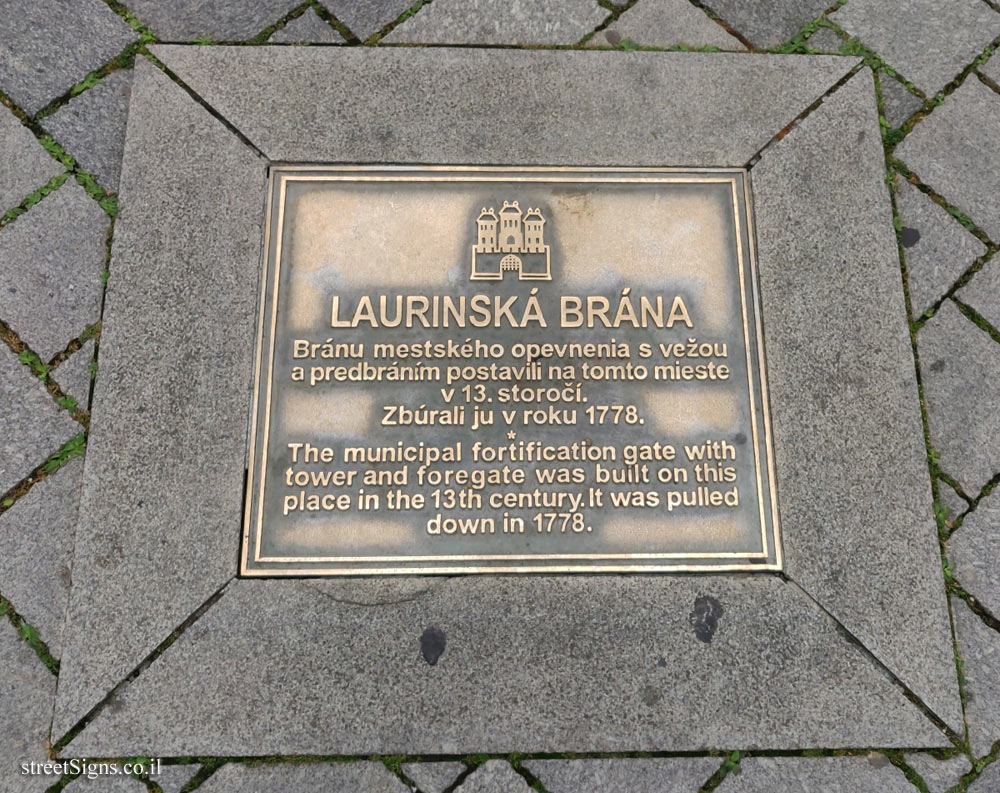 LAURINSKÁ BRÁNA
Bránu mestského opevnenia s vežou
a predbráním postavili na tomto mieste
v 13. storočí.
Zbúrali ju v roku 1778.
*
The municipal fortification gate with
tower and foregate was built on this
place in the 13th century. It was pulled
down in 1778.
streetSigns.co.il